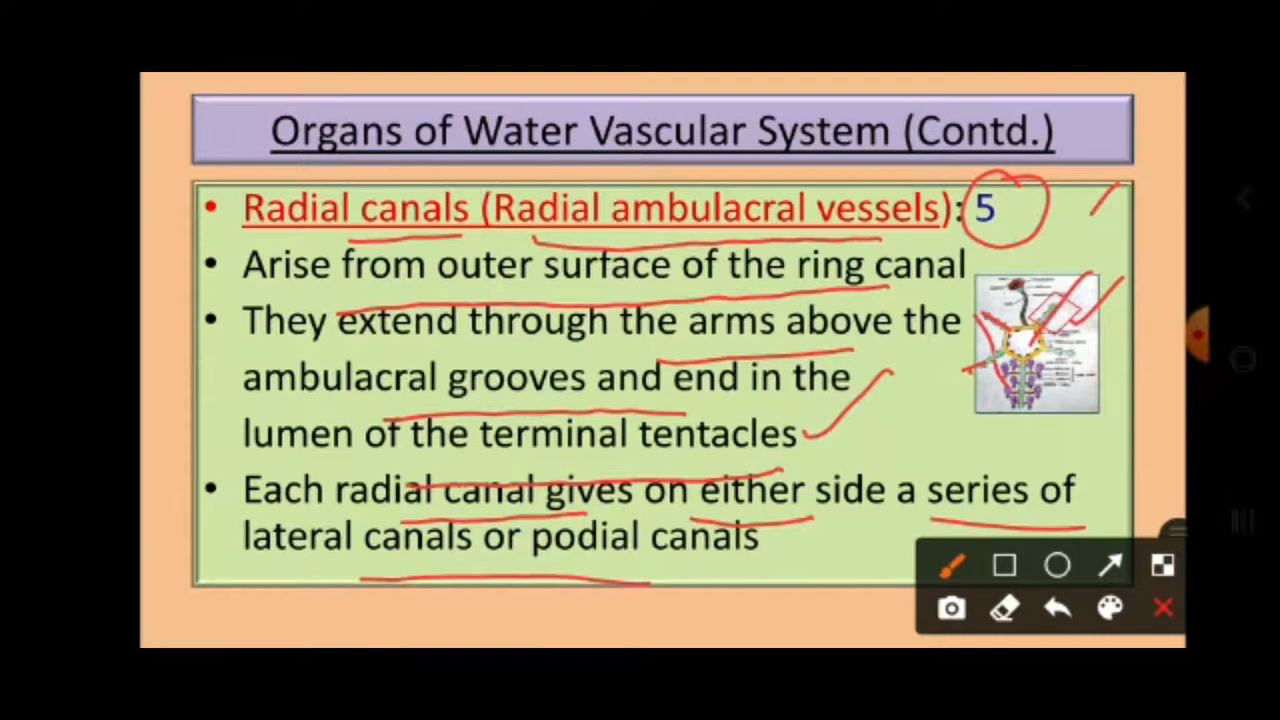 Organs of Water Vascular System (Contd.)
• Radial canals (Radial ambulacral vessels): 5
• Arise from outer surface of the ring canal
• They extend through the arms above the
ambulacral grooves and end in the
lumen of the terminal tentacles
• Each radial canal gives on either side a series of
lateral canals or podial canals